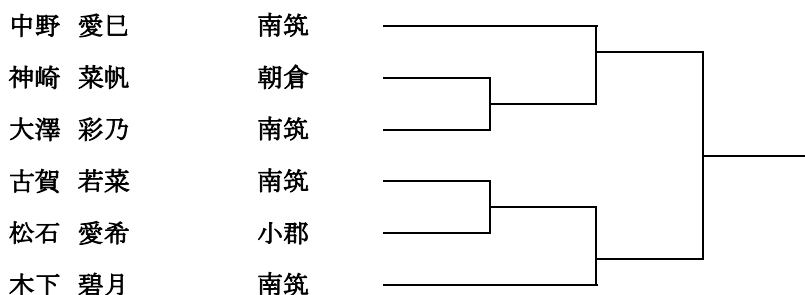 中野 愛巳 南筑
神崎 菜帆 朝倉
大澤 彩乃 南筑
古賀 若菜 南筑
松石 愛希 小郡
木下 碧月 南筑